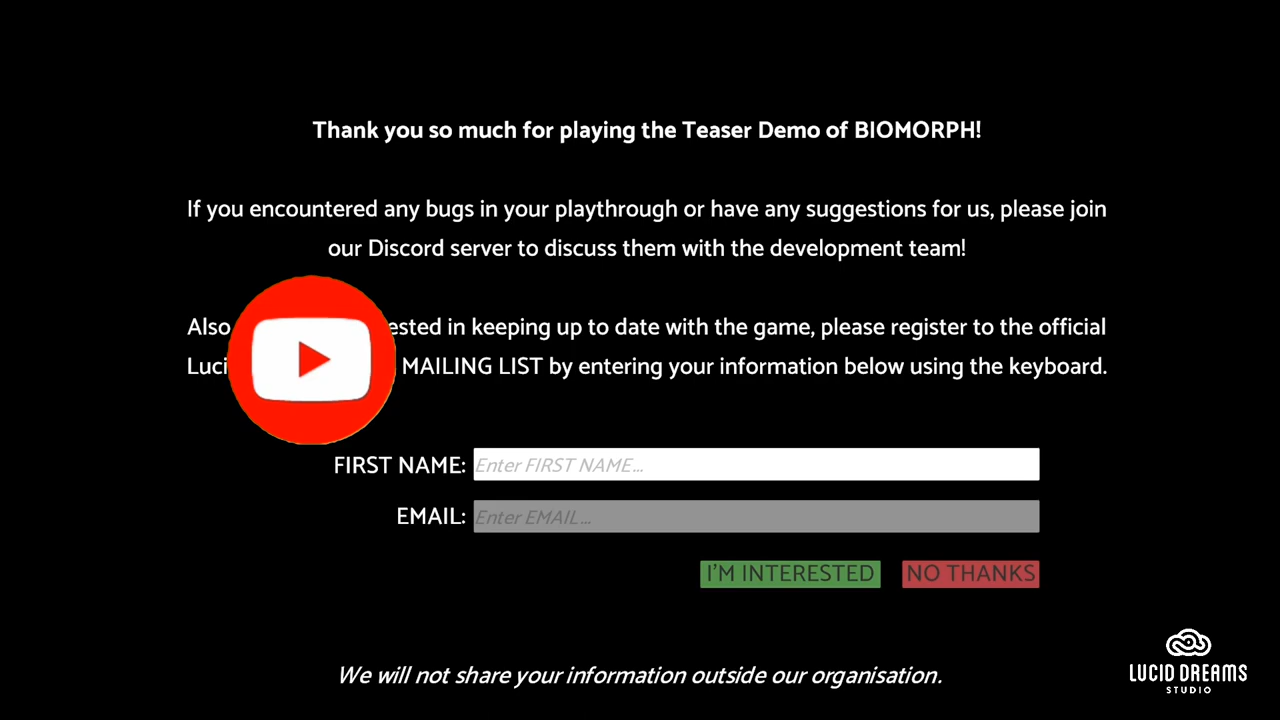 Thank you so much for playing the Teaser Demo of BIOMORPH!
If you encountered any bugs in your playthrough or have any suggestions for us, please join
our Discord server to discuss them with the development team!
Also ested in keeping up to date with the game, please register to the official
Luci MAILING LIST by entering your information below using the keyboard.
FIRST NAME: Enter FIRST NAME...
EMAIL: Enter EMAIL...
I'M INTERESTED NO THANKS
We will not share your information outside our organisation.
LUCID DREAMS
STUDIO